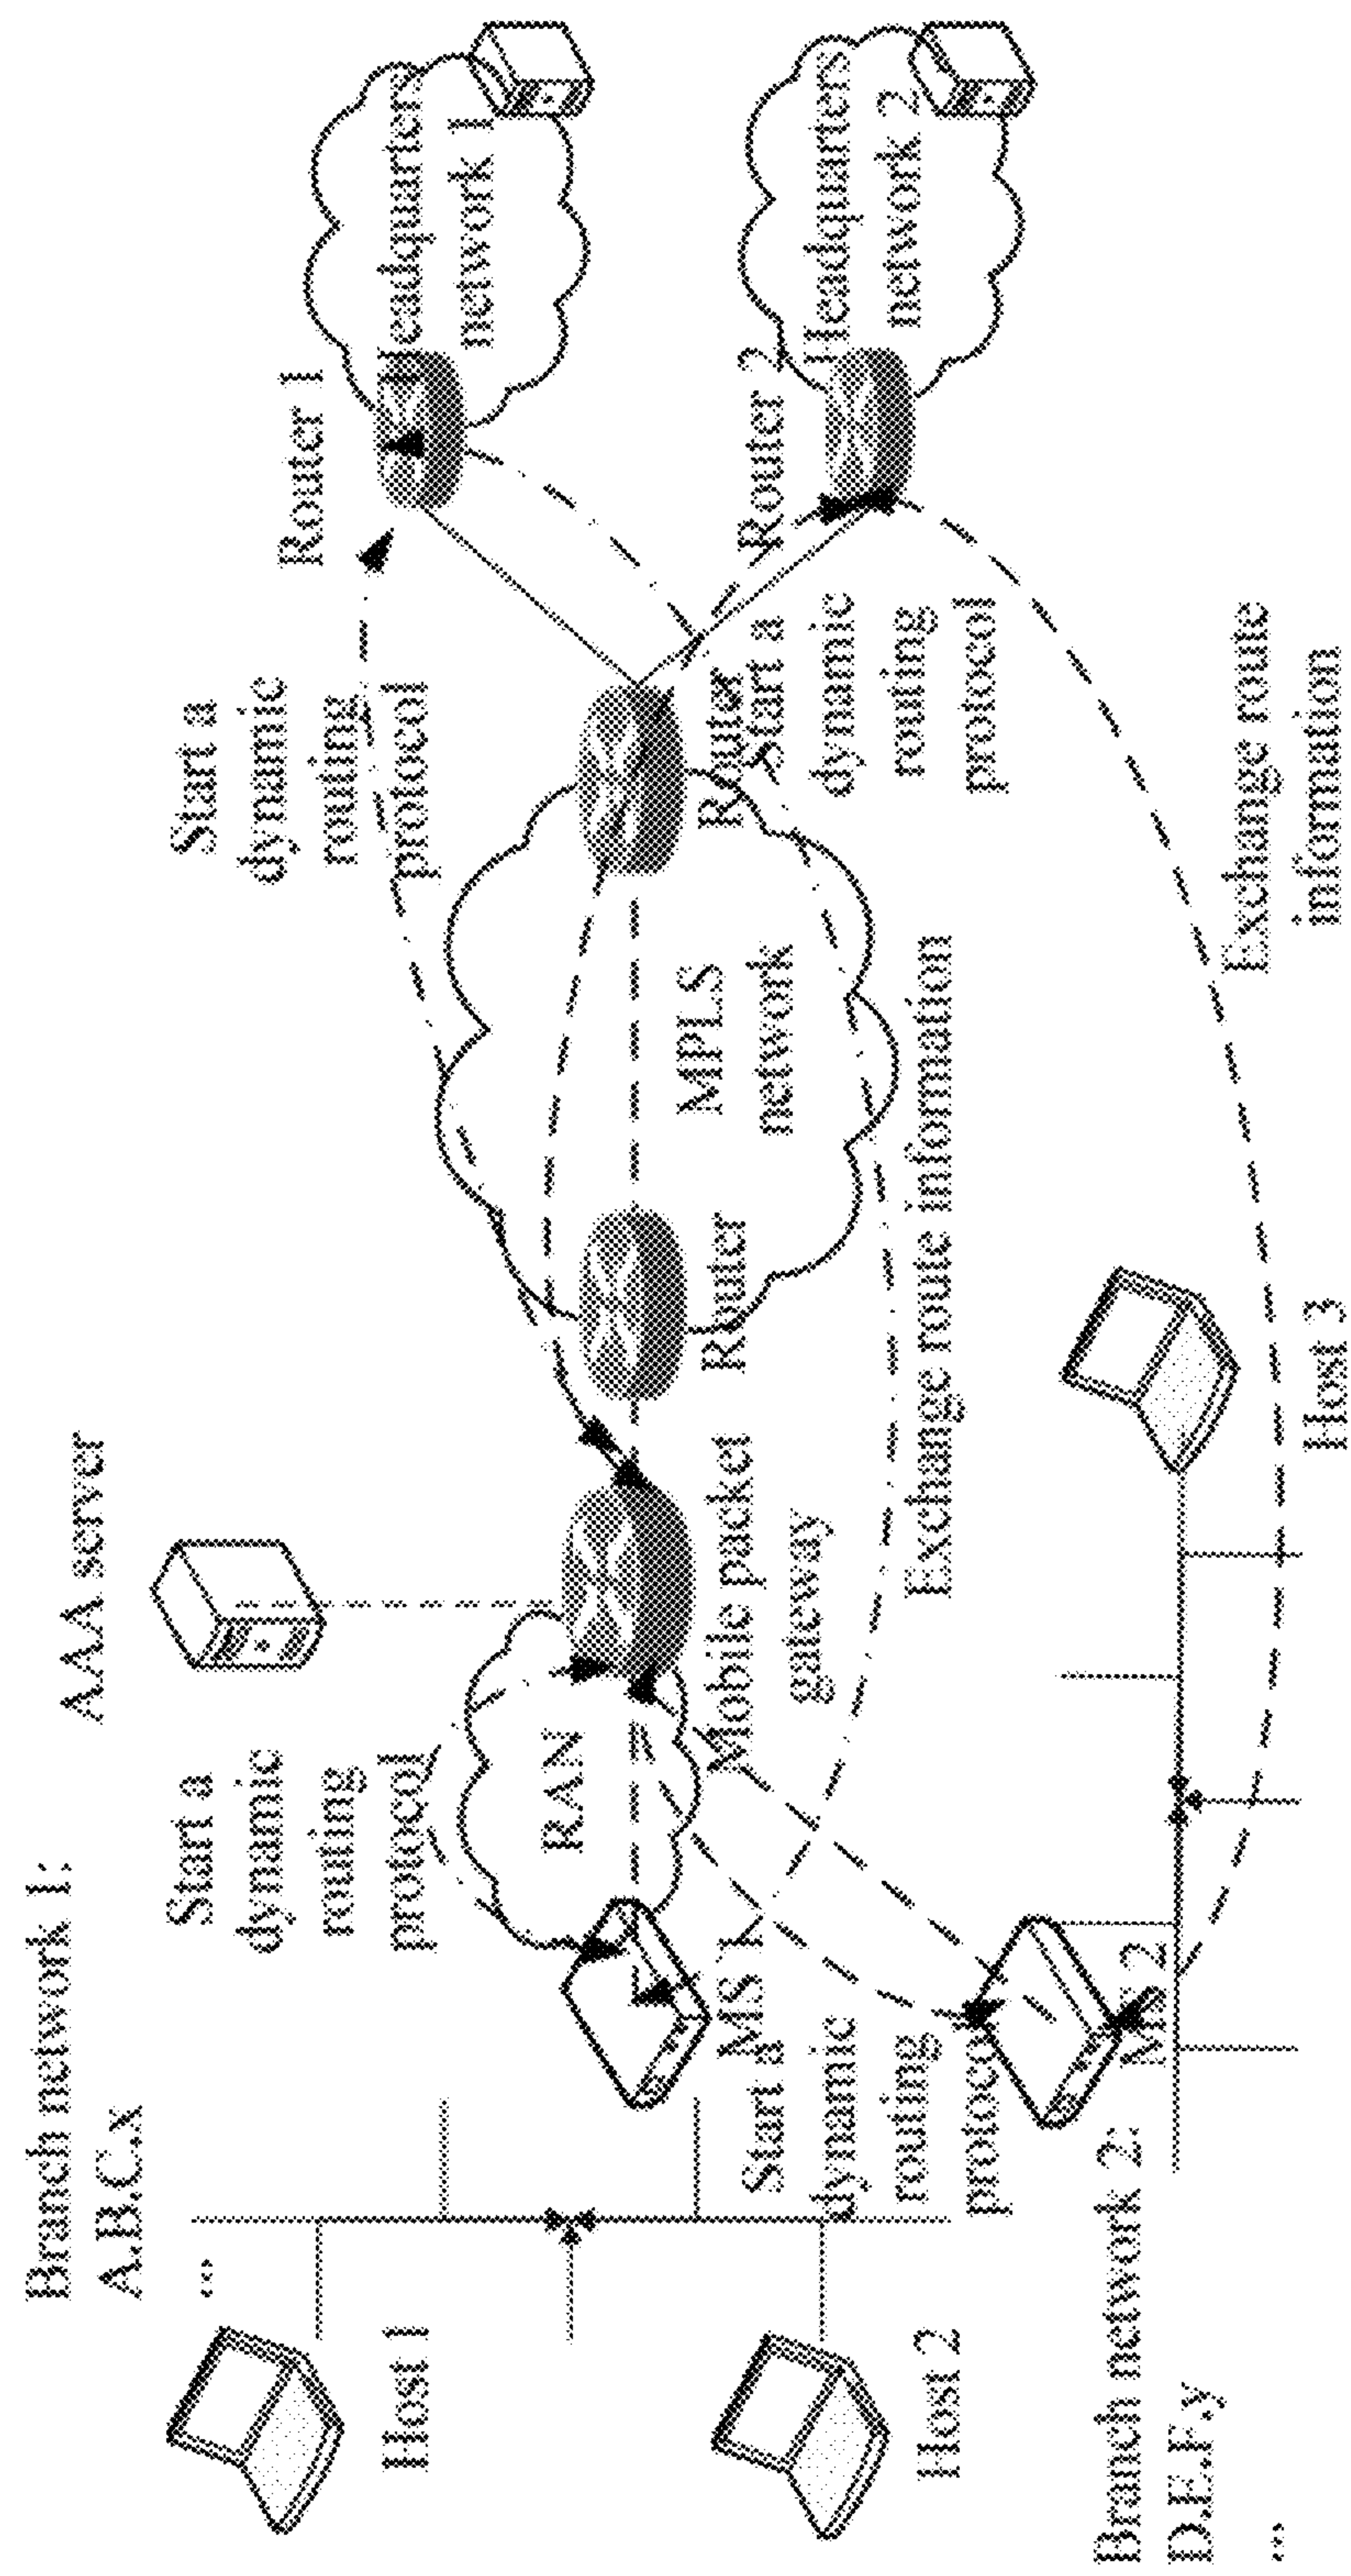 Branch network 1:
A.B.C.x
...
Host 1
Host 2
Branch network 2:
D.E.F.y
...
AAA server
Start a
dynamic
routing
protocol
RAN
MS 1
Start a
dynamic
routing
protocol
MS 2
Mobile packet
gateway
Host 3
Router
MPLS
network
Router
Exchange route information
Start a
dynamic
routing
protocol
Start a
dynamic
routing
protocol
Exchange route
information
Router 1
Headquarters
network 1
Router 2
Headquarters
network 2